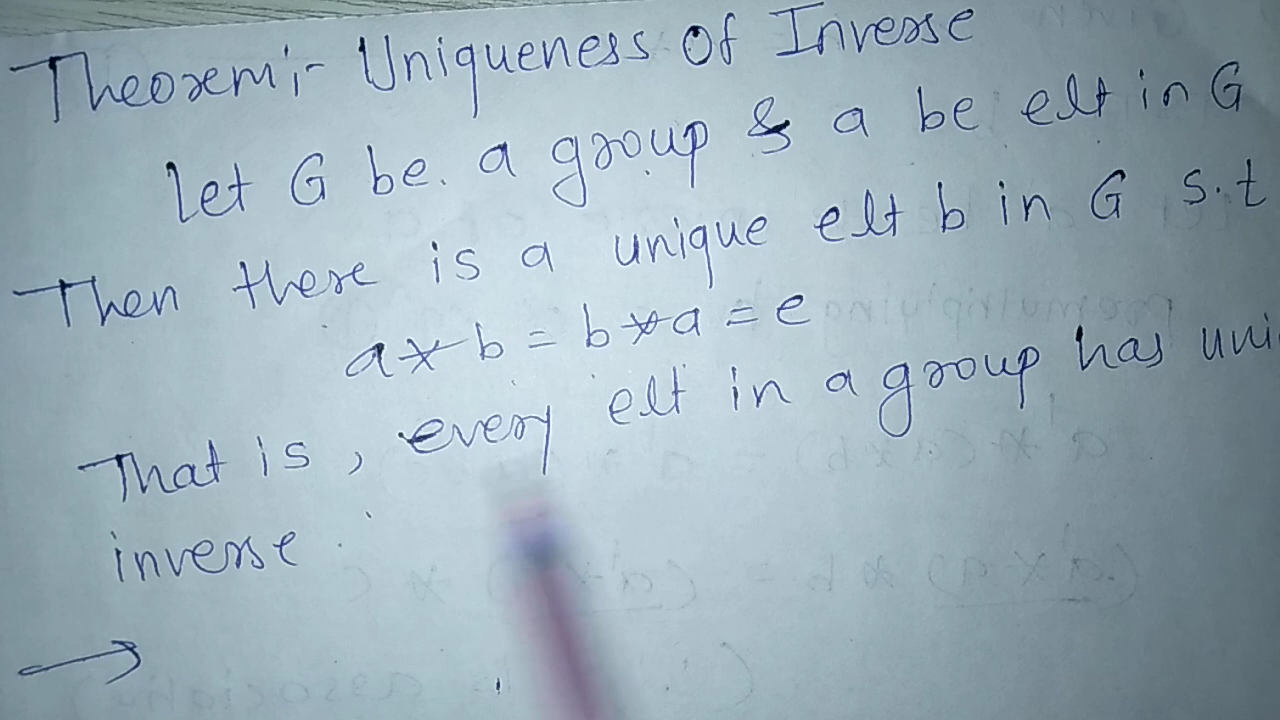 Theorem:- Uniqueness Of Inverse
Let G be. a group & a be elt in G
Then there is a unique elt b in G s.t
a * b = b * a = e
That is, every elt in a group has uni
inverse.
→